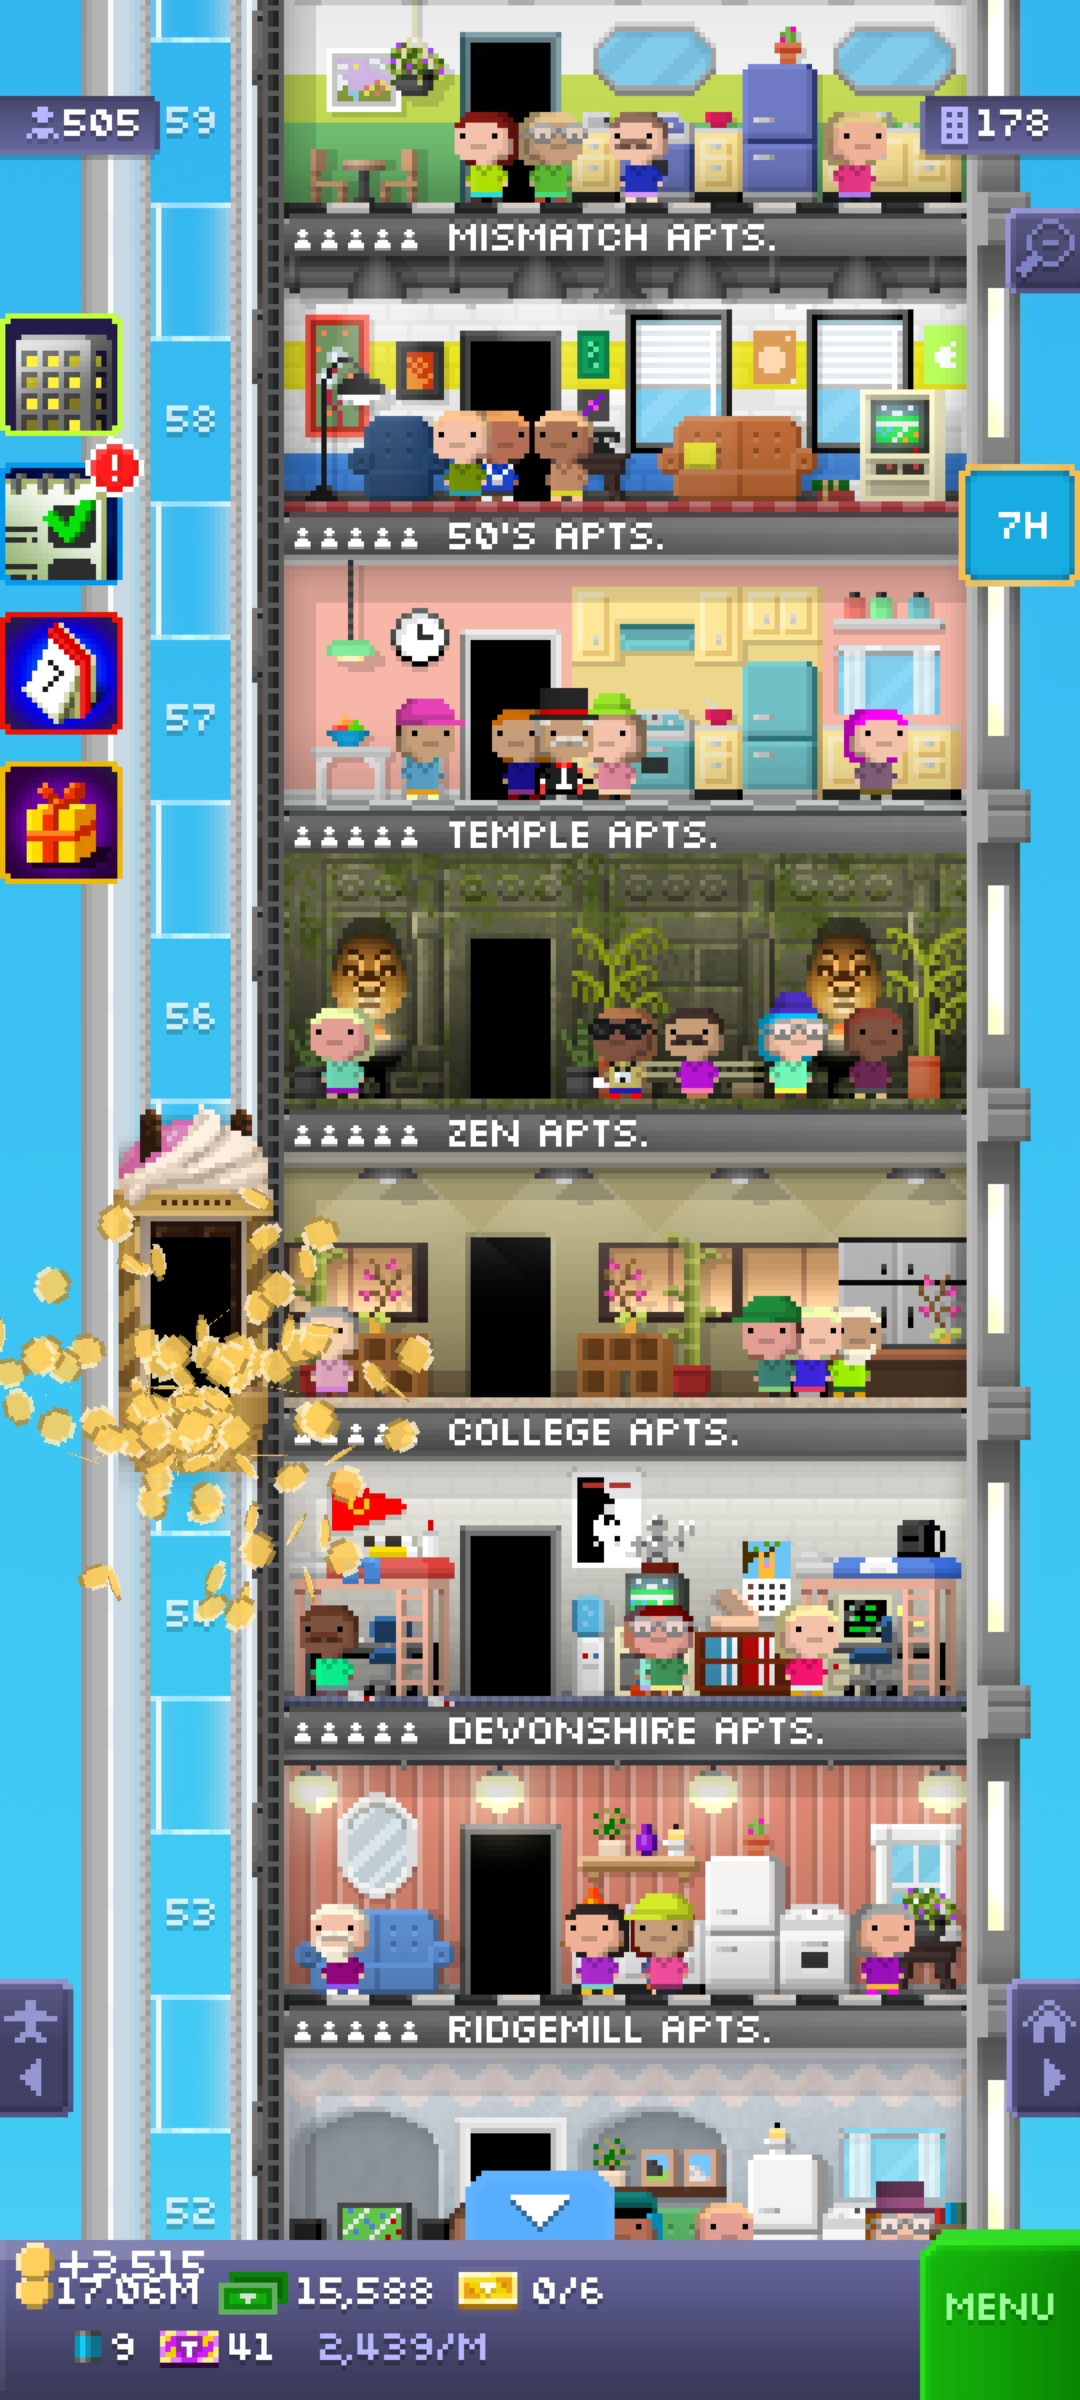 505
59
178
MISMATCH APTS.
58
50'S APTS.
7H
57
TEMPLE APTS.
56
ZEN APTS.
COLLEGE APTS.
54
DEVONSHIRE APTS.
53
RIDGEMILL APTS.
52
+3,515
17.06M
15,588
0/6
MENU
9
41
2,439/M